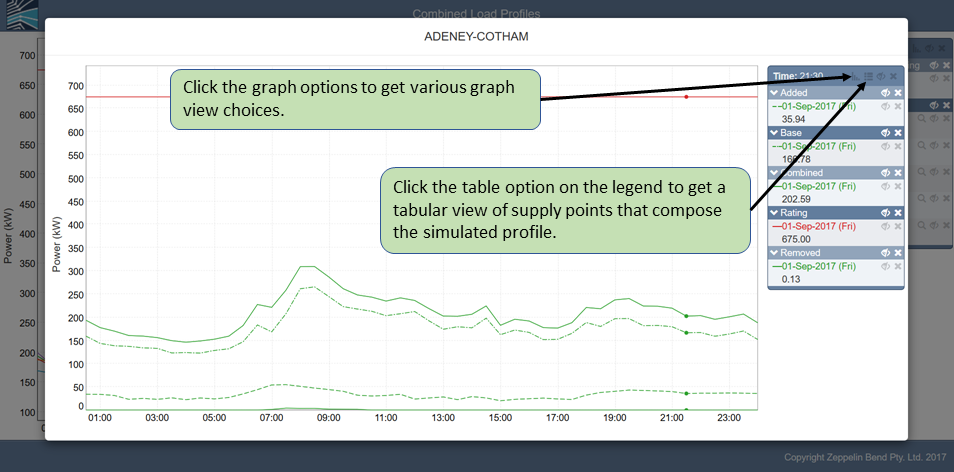 Combined Load Profiles
ADENEY-COTHAM
Click the graph options to get various graph
view choices.
Click the table option on the legend to get a
tabular view of supply points that compose
the simulated profile.
Power (kW)
700
650
600
550
500
450
400
350
300
250
200
150
100
Power (kW)
700
650
600
550
500
450
400
350
300
250
200
150
100
50
0
01:00 03:00 05:00 07:00 09:00 11:00 13:00 15:00 17:00 19:00 21:00 23:00
Time: 21:30
Added
01-Sep-2017 (Fri)
35.94
Base
01-Sep-2017 (Fri)
166.78
Combined
01-Sep-2017 (Fri)
202.59
Rating
01-Sep-2017 (Fri)
675.00
Removed
01-Sep-2017 (Fri)
0.13
Copyright Zeppelin Bend Pty. Ltd. 2017